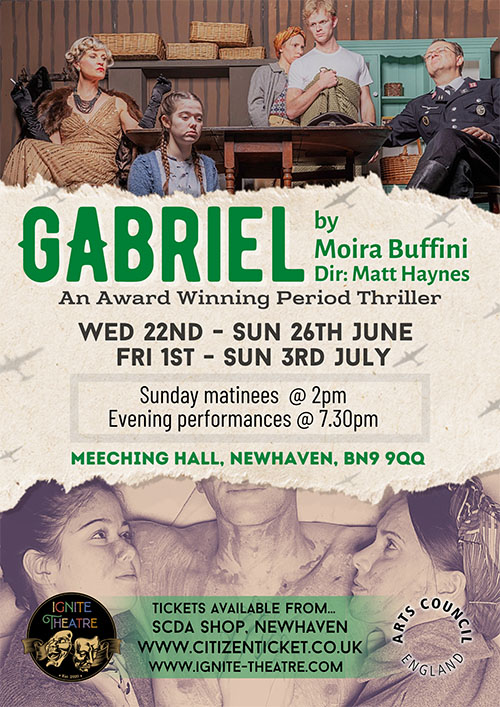 GABRIEL
by
Moira Buffini
Dir: Matt Haynes
An Award Winning Period Thriller
WED 22ND - SUN 26TH JUNE
FRI 1ST - SUN 3RD JULY
Sunday matinees @ 2pm
Evening performances @ 7.30pm
MEECHING HALL, NEWHAVEN, BN9 9QQ
IGNITE
THEATRE
Est. 2021
TICKETS AVAILABLE FROM...
SCDA SHOP, NEWHAVEN
WWW.CITIZENTICKET.CO.UK
WWW.IGNITE-THEATRE.COM
ARTS COUNCIL
ENGLAND